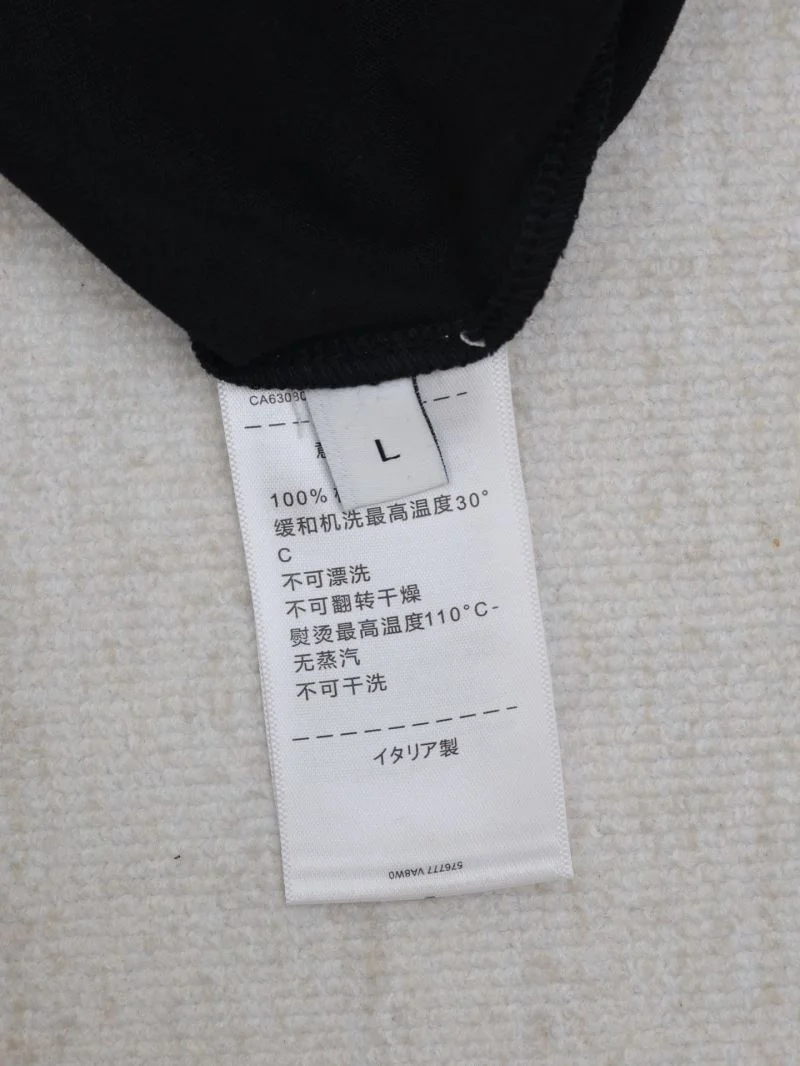 CA6308
L
100%
缓和机洗最高温度30°
C
不可漂洗
不可翻转干燥
熨烫最高温度110°C-
无蒸汽
不可干洗
イタリア製
576777 VA8W0